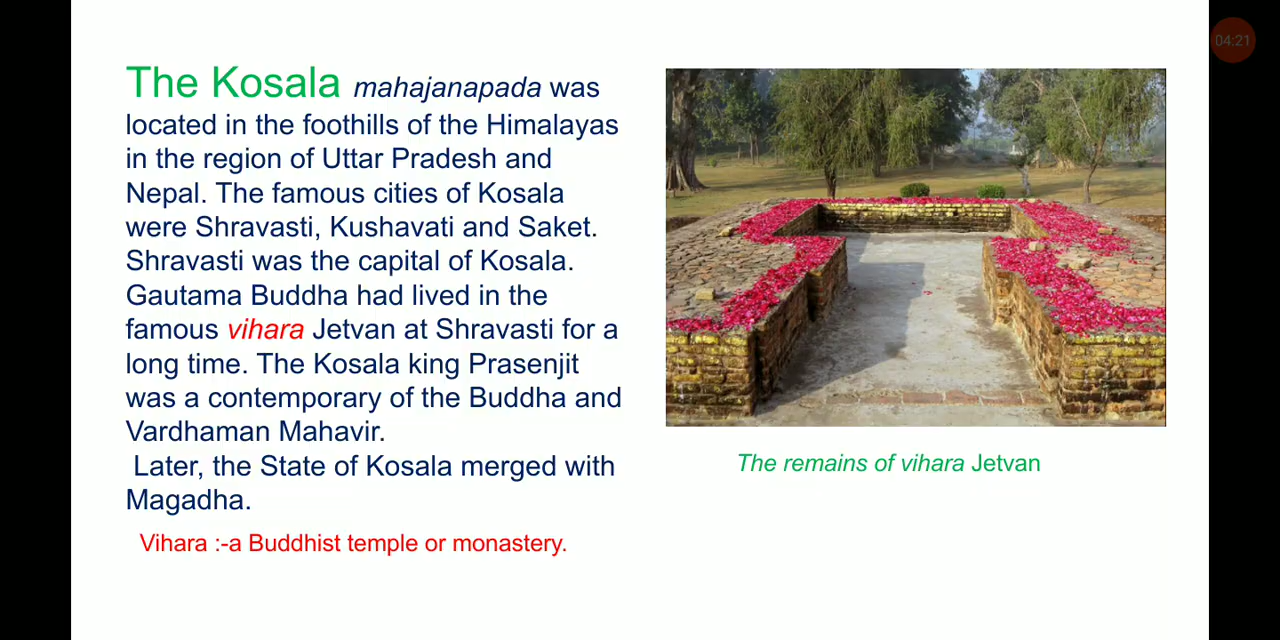 The Kosala mahajanapada was
located in the foothills of the Himalayas
in the region of Uttar Pradesh and
Nepal. The famous cities of Kosala
were Shravasti, Kushavati and Saket.
Shravasti was the capital of Kosala.
Gautama Buddha had lived in the
famous vihara Jetvan at Shravasti for a
long time. The Kosala king Prasenjit
was a contemporary of the Buddha and
Vardhaman Mahavir.
Later, the State of Kosala merged with
Magadha.
Vihara :-a Buddhist temple or monastery.
The remains of vihara Jetvan
04:21